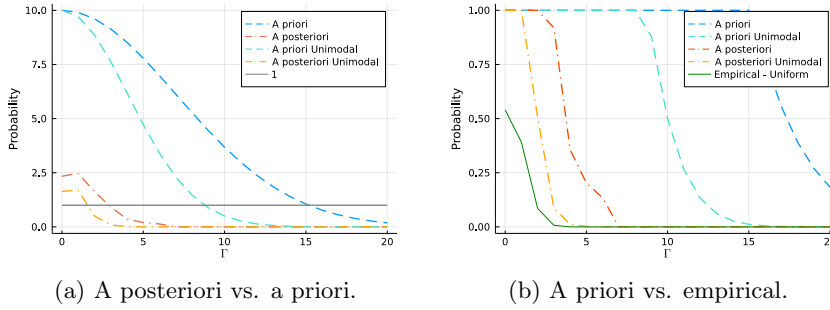 10.0
7.5
5.0
2.5
0.0
Probability
0
5
10
15
20
Γ
A priori
A posteriori
A priori Unimodal
A posteriori Unimodal
1
(a) A posteriori vs. a priori.
1.00
0.75
0.50
0.25
0.00
Probability
0
5
10
15
20
Γ
A priori
A priori Unimodal
A posteriori
A posteriori Unimodal
Empirical - Uniform
(b) A priori vs. empirical.